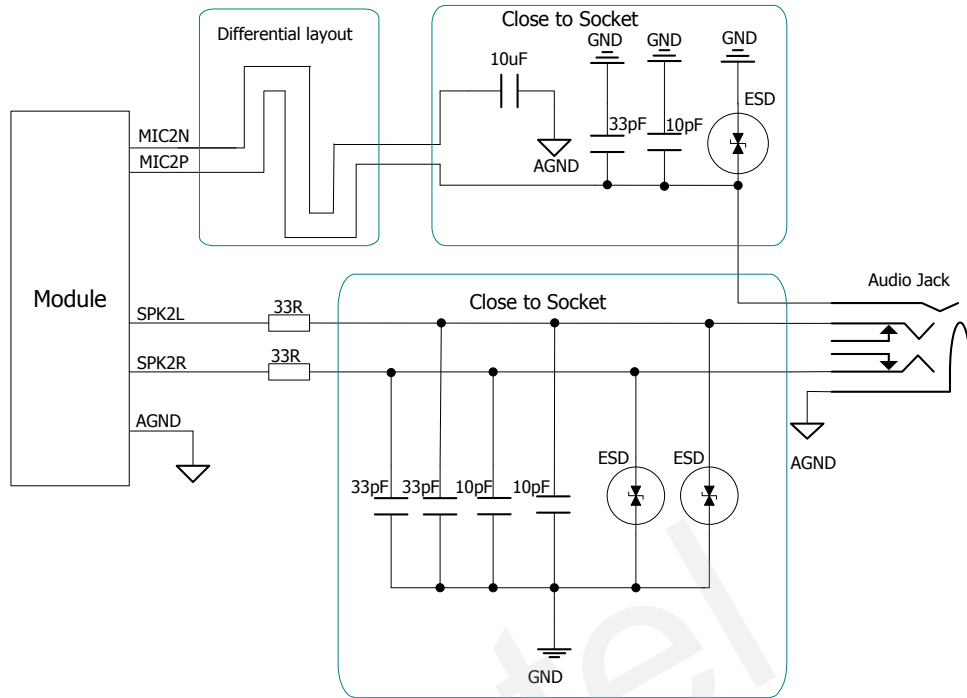 Close to Socket
Differential layout
GND
GND
GND
10uF
ESD
33pF
10pF
AGND
MIC2N
MIC2P
Module
Audio Jack
Close to Socket
SPK2L
33R
SPK2R
33R
AGND
AGND
ESD
ESD
33pF
33pF
10pF
10pF
GND
tel